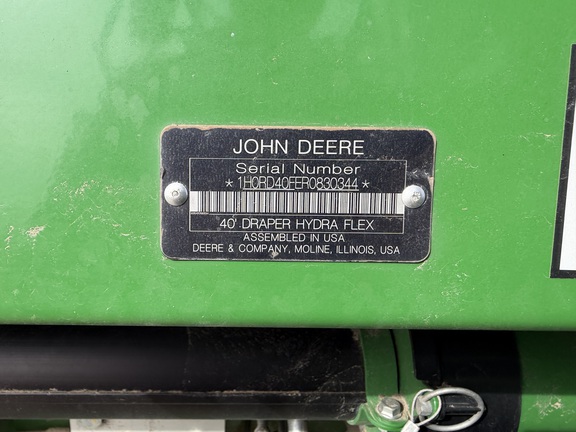 JOHN DEERE
Serial Number
*1H0RD40FER0830344*
40' DRAPER HYDRA FLEX
ASSEMBLED IN USA
DEERE & COMPANY, MOLINE, ILLINOIS, USA